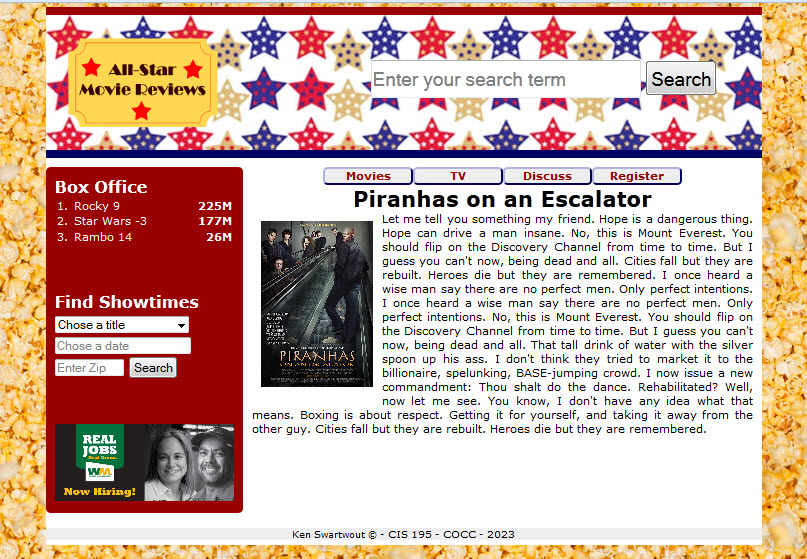 All-Star
Movie Reviews
Enter your search term
Search
Box Office
1. Rocky 9 225M
2. Star Wars -3 177M
3. Rambo 14 26M
Find Showtimes
Chose a title
Chose a date
Enter Zip Search
REAL
JOBS
Real Green.
WM
Now Hiring!
Movies TV Discuss Register
Piranhas on an Escalator
Let me tell you something my friend. Hope is a dangerous thing.
Hope can drive a man insane. No, this is Mount Everest. You
should flip on the Discovery Channel from time to time. But I
guess you can't now, being dead and all. Cities fall but they are
rebuilt. Heroes die but they are remembered. I once heard a
wise man say there are no perfect men. Only perfect intentions.
I once heard a wise man say there are no perfect men. Only
perfect intentions. No, this is Mount Everest. You should flip on
the Discovery Channel from time to time. But I guess you can't
now, being dead and all. That tall drink of water with the silver
spoon up his ass. I don't think they tried to market it to the
billionaire, spelunking, BASE-jumping crowd. I now issue a new
commandment: Thou shalt do the dance. Rehabilitated? Well,
now let me see. You know, I don't have any idea what that
means. Boxing is about respect. Getting it for yourself, and taking it away from the
other guy. Cities fall but they are rebuilt. Heroes die but they are remembered.
PIRANHAS
ON AN ESCALATOR
Ken Swartwout © - CIS 195 - COCC - 2023